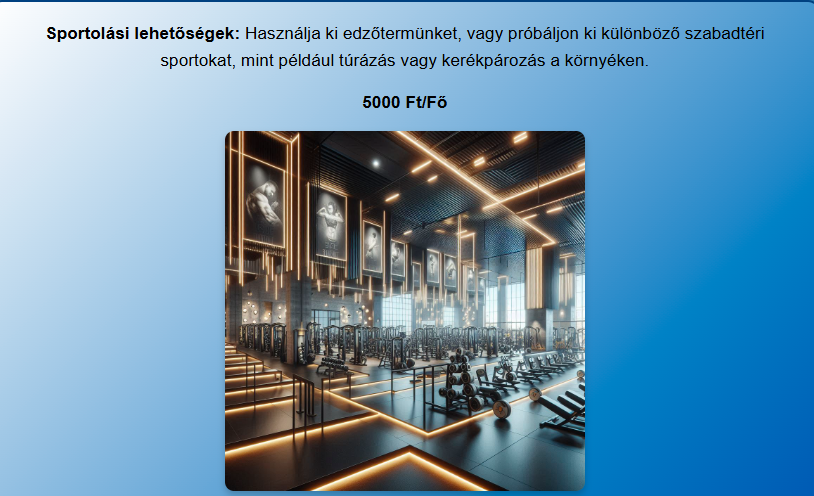 Sportolási lehetőségek: Használja ki edzőtermünket, vagy próbáljon ki különböző szabadtéri
sportokat, mint például túrázás vagy kerékpározás a környéken.
5000 Ft/Fő